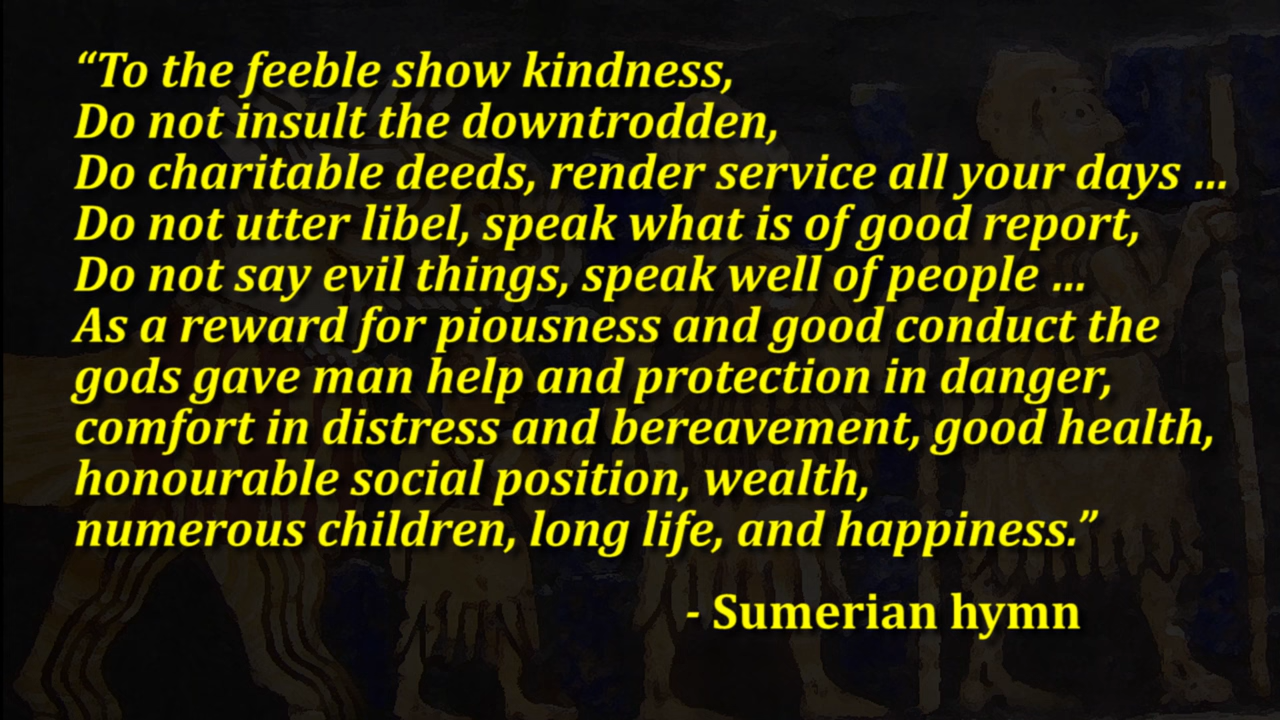 “To the feeble show kindness,
Do not insult the downtrodden,
Do charitable deeds, render service all your days ...
Do not utter libel, speak what is of good report,
Do not say evil things, speak well of people ...
As a reward for piousness and good conduct the
gods gave man help and protection in danger,
comfort in distress and bereavement, good health,
honourable social position, wealth,
numerous children, long life, and happiness.”
- Sumerian hymn